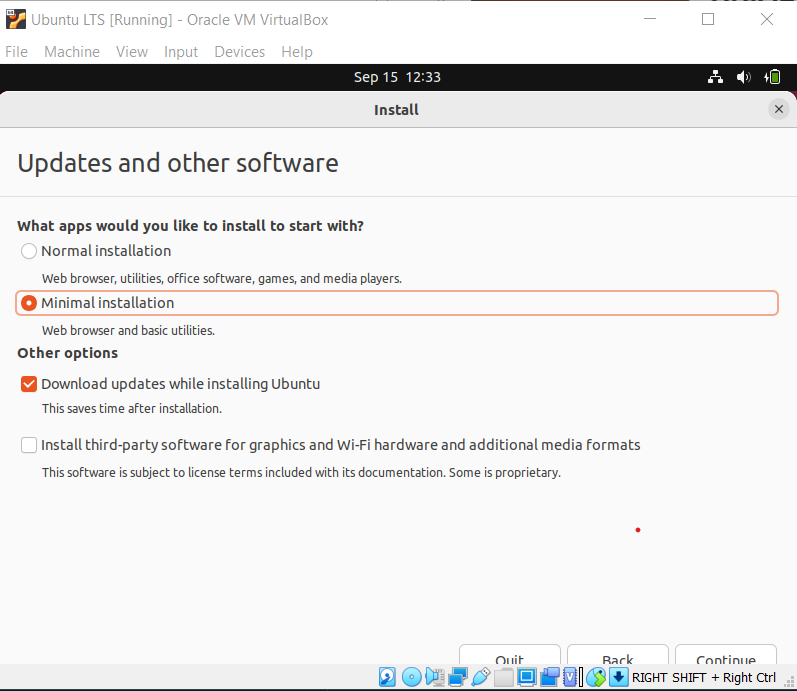 Ubuntu LTS [Running] - Oracle VM VirtualBox
File Machine View Input Devices Help
Sep 15 12:33
Install
Updates and other software
What apps would you like to install to start with?
Normal installation
Web browser, utilities, office software, games, and media players.
Minimal installation
Web browser and basic utilities.
Other options
Download updates while installing Ubuntu
This saves time after installation.
Install third-party software for graphics and Wi-Fi hardware and additional media formats
This software is subject to license terms included with its documentation. Some is proprietary.
Quit Back Continue
RIGHT SHIFT + Right Ctrl